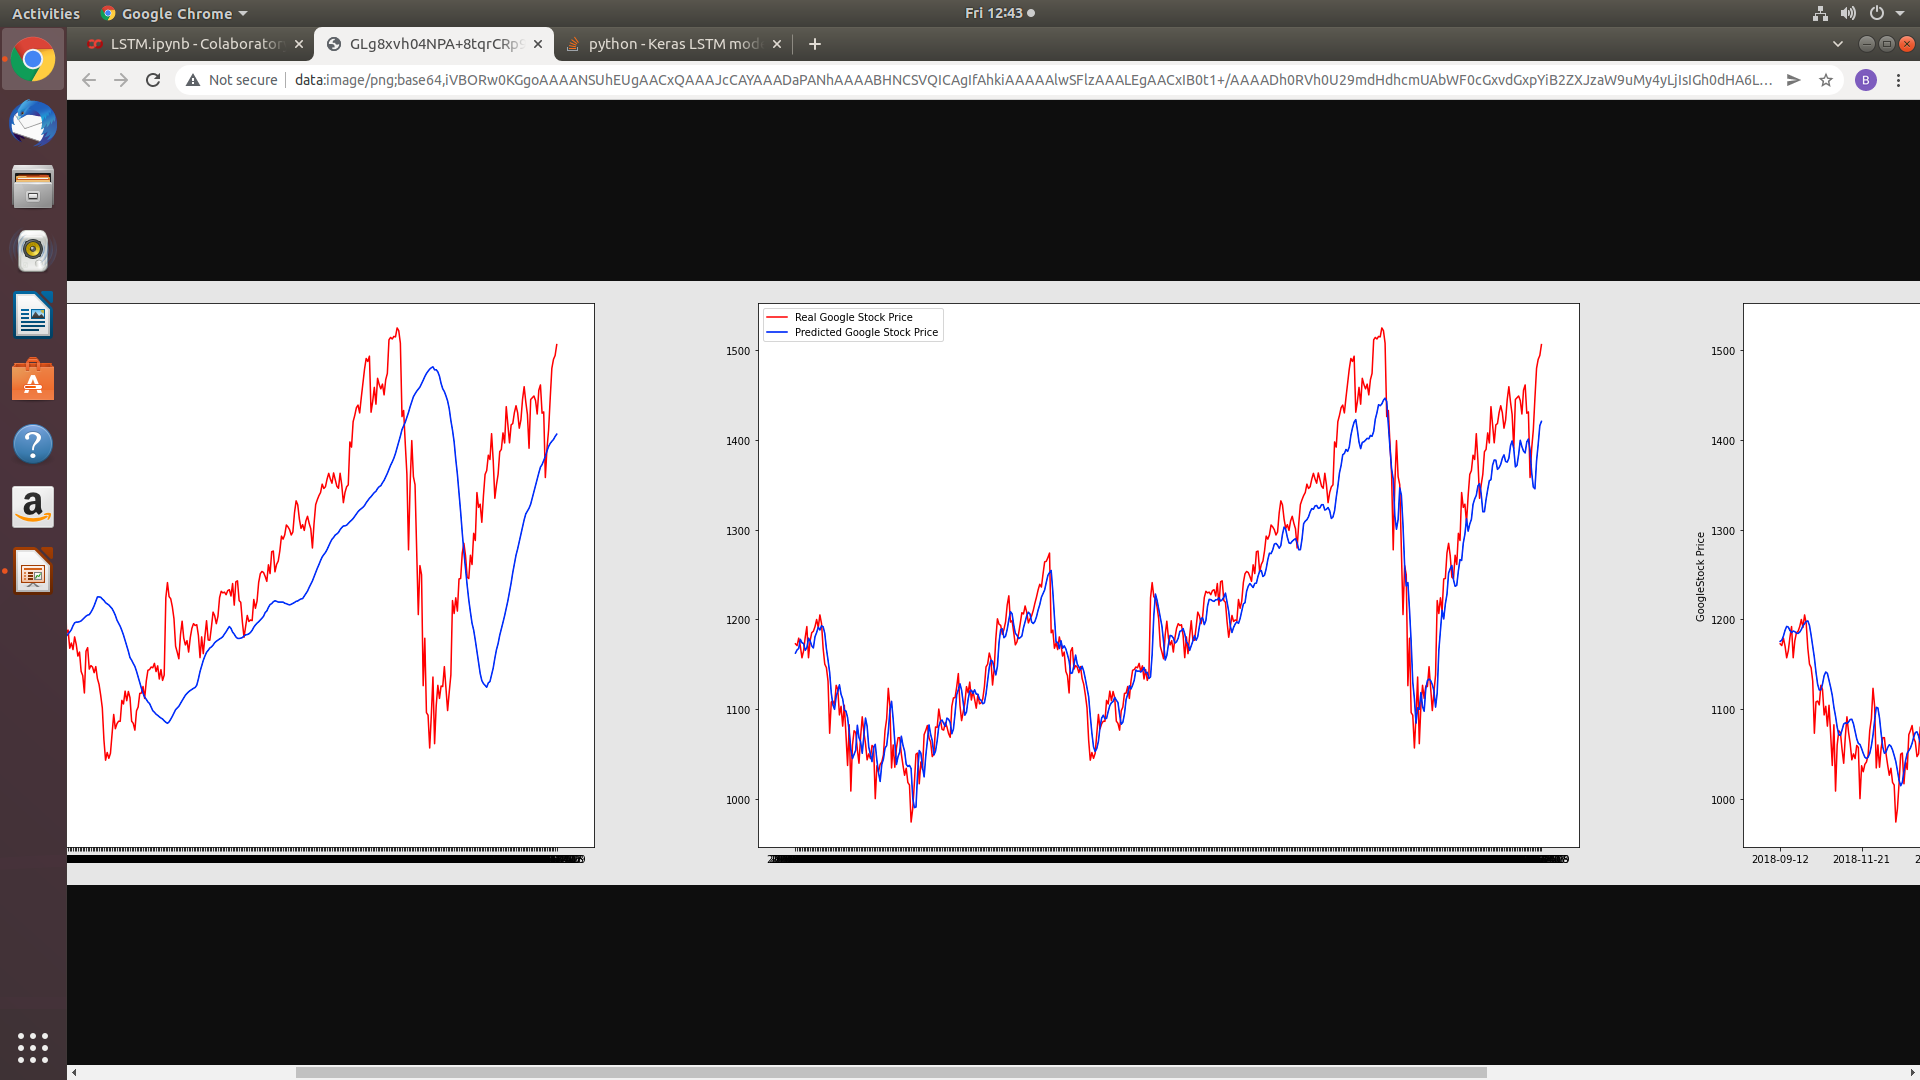 Activities
Google Chrome
Fri 12:43
LSTM.ipynb - Colaborator
GLg8xvh04NPA+8tqrCRpS
python - Keras LSTM mod
Not secure
data:image/png;base64,iVBORw0KGgoAAAANSUhEUgAACxQAAAJcCAYAAADaPANhAAAABHNCSVQICAgIfAhkiAAAAAlwSFlzAAALEgAACxIB0t1+/AAAADh0RVh0U29mdHdhcmUAbWF0cGxvdGxpYiB2ZXJzaW9uMy4yLjIsIGh0dHA6L...
B
Real Google Stock Price
Predicted Google Stock Price
1500
1400
1300
1200
1100
1000
1500
1400
1300
1200
1100
1000
GoogleStock Price
2018-09-12
2018-11-21
2